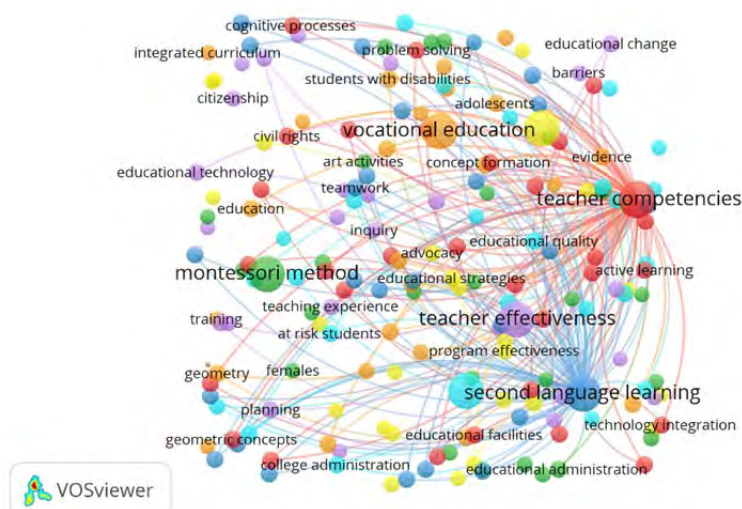 cognitive processes
educational change
integrated curriculum
problem solving
barriers
students with disabilities
citizenship
adolescents
vocational education
civil rights
evidence
art activities
concept formation
educational technology
teamwork
teacher competencies
education
inquiry
educational quality
advocacy
montessori method
educational strategies
active learning
teaching experience
training
teacher effectiveness
at risk students
program effectiveness
geometry
females
second language learning
planning
technology integration
geometric concepts
educational facilities
college administration
educational administration
VOSviewer